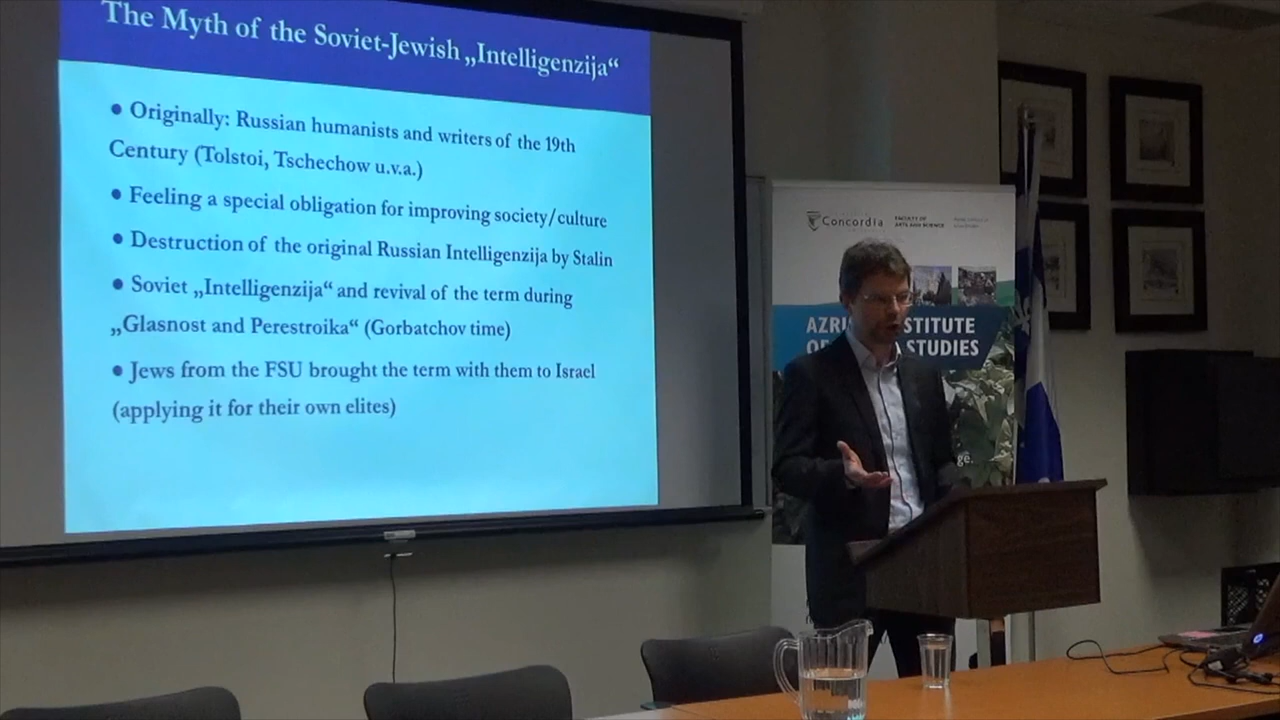 The Myth of the Soviet-Jewish „Intelligenzija“
● Originally: Russian humanists and writers of the 19th
Century (Tolstoi, Tschechow u.v.a.)
● Feeling a special obligation for improving society/culture
● Destruction of the original Russian Intelligenzija by Stalin
● Soviet „Intelligenzija“ and revival of the term during
„Glasnost and Perestroika“ (Gorbatchov time)
● Jews from the FSU brought the term with them to Israel
(applying it for their own elites)
Concordia
FACULTY OF
ARTS AND SCIENCE
AZRI STITUTE
O STUDIES
ge.